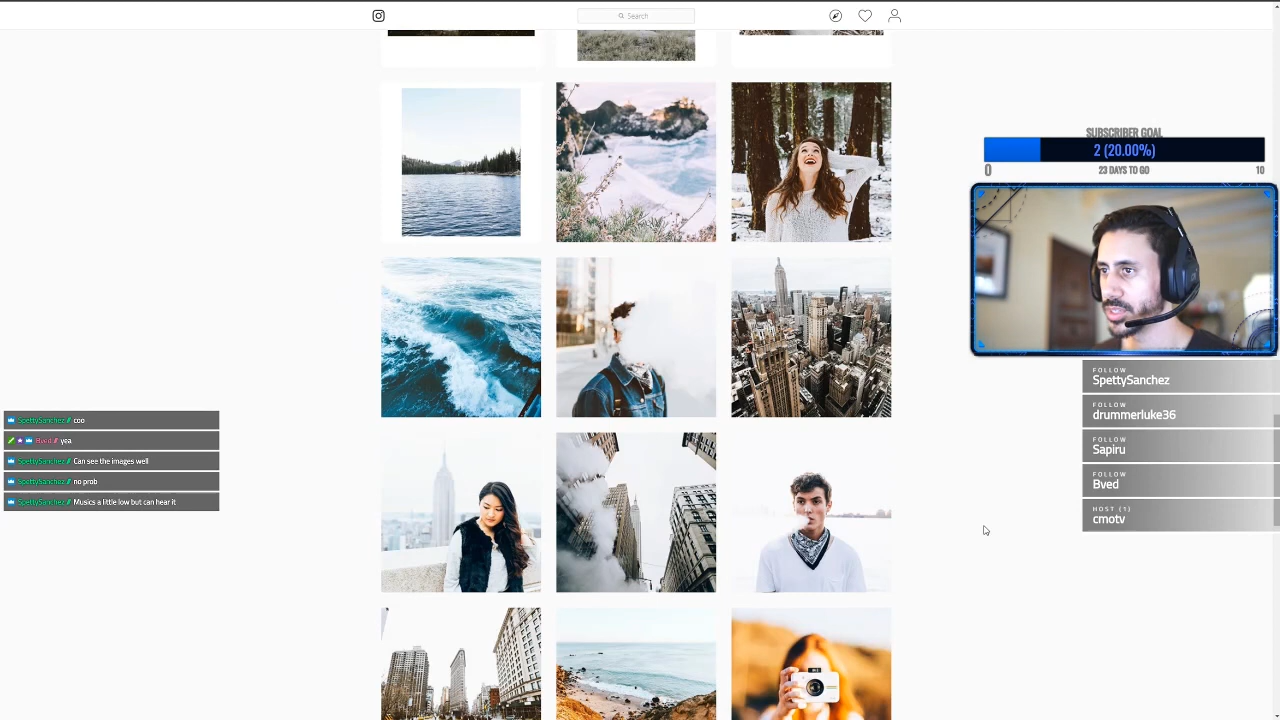 Search
SUBSCRIBER GOAL
2 (20.00%)
0
23 DAYS TO GO
10
FOLLOW
SpettySanchez
FOLLOW
drummerluke36
FOLLOW
Sapiru
FOLLOW
Bved
HOST (1)
cmotv
SpettySanchez // coo
Bved // yea
SpettySanchez // Can see the images well
SpettySanchez // no prob
SpettySanchez // Musics a little low but can hear it